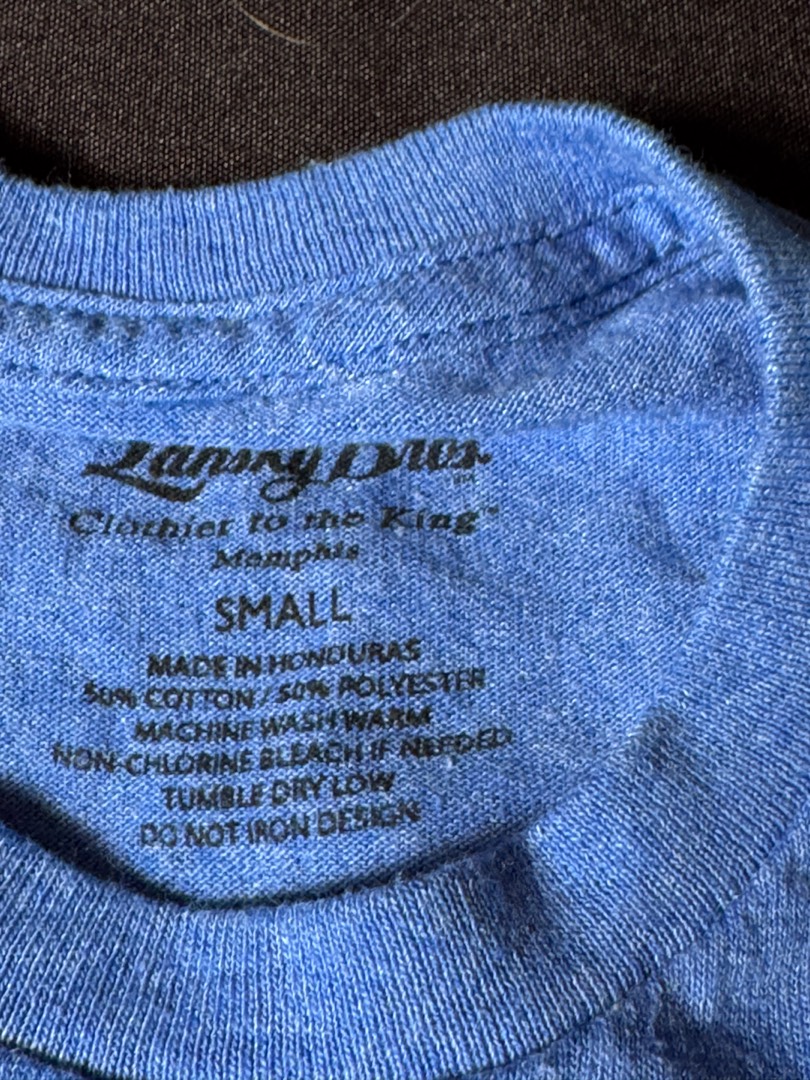 Lansky Bros.
Clothier to the King™
Memphis
SMALL
MADE IN HONDURAS
50% COTTON / 50% POLYESTER
MACHINE WASH WARM
NON-CHLORINE BLEACH IF NEEDED
TUMBLE DRY LOW
DO NOT IRON DESIGN